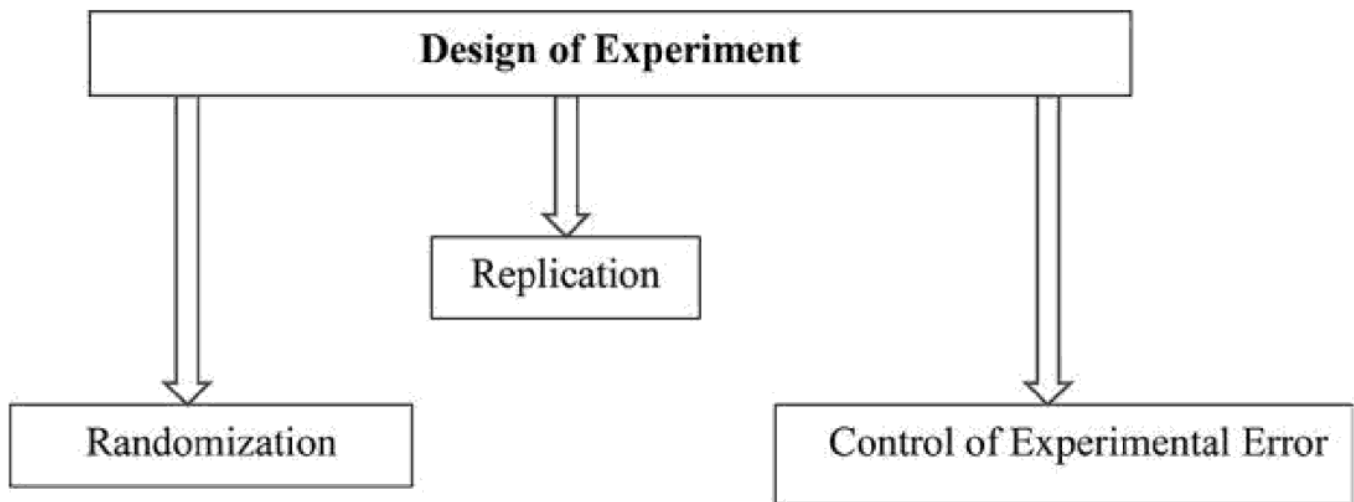 Design of Experiment
Replication
Randomization
Control of Experimental Error